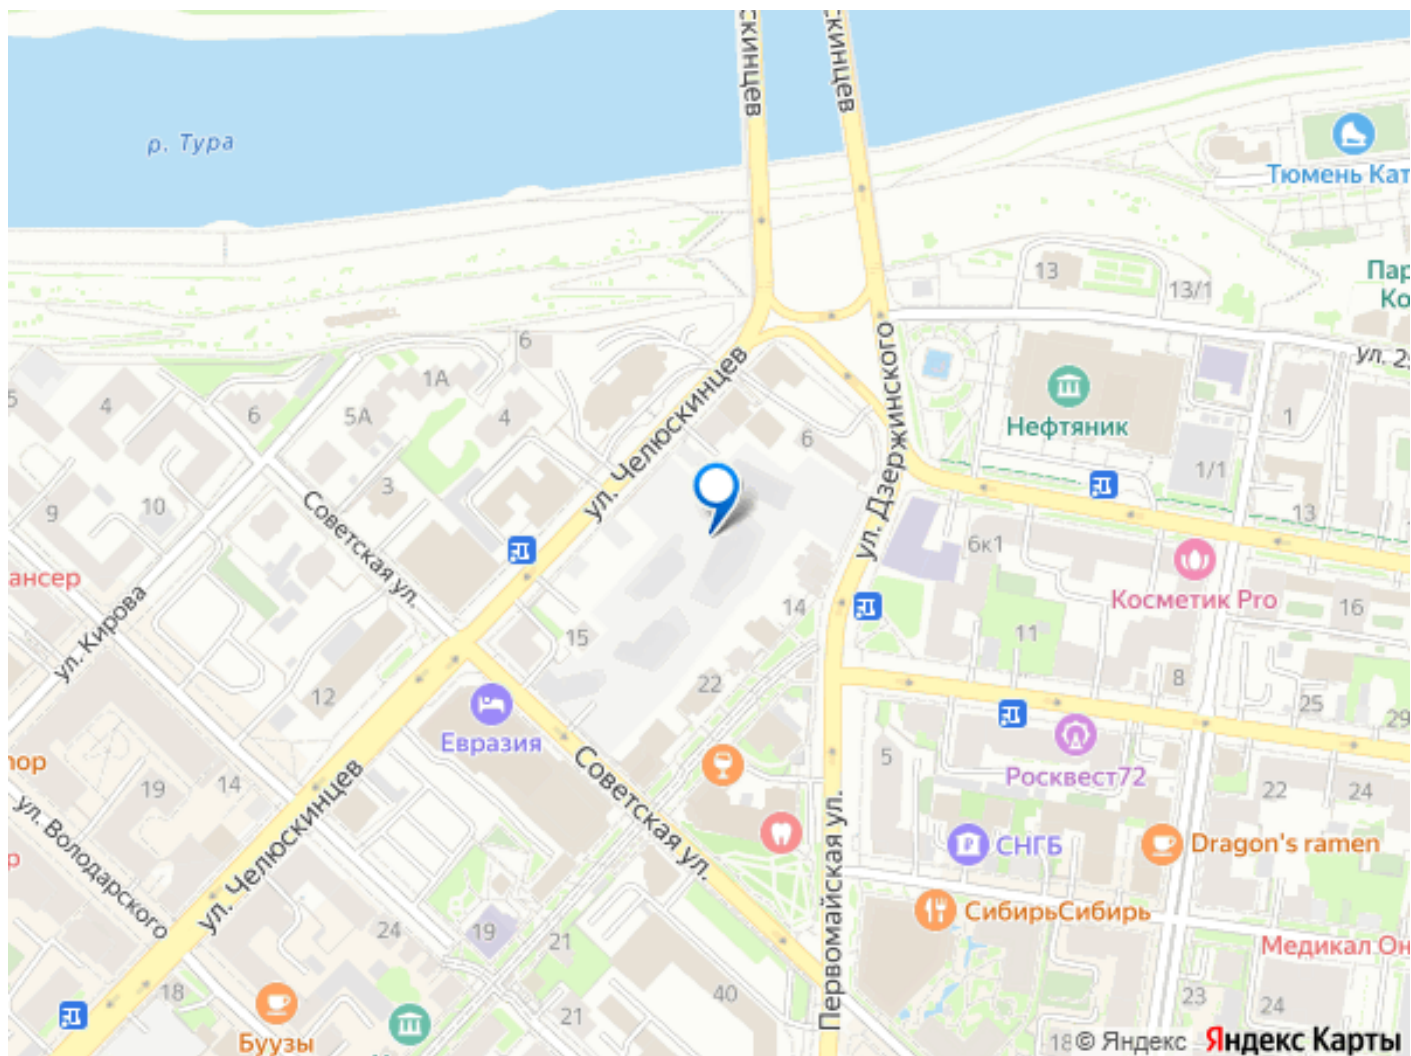 скинцев
скинцев
р. Тура
Тюмень Кат
13
13/1
Пар
Ко
ул. 2
6
1А
5
4
6
5А
4
ул. Челюскинцев
ул. Дзержинского
6
Нефтяник
1
1/1
3
10
9
Советская ул.
13
6к1
ансер
ул. Кирова
Косметик Pro
16
14
15
11
12
22
8
25
29
Евразия
Росквест72
5
пор
19
14
22
24
ул. Володарского
ул. Челюскинцев
Советская ул.
Первомайская ул.
СНГБ
Dragon's ramen
р
СибирьСибирь
24
19
21
Медикал Он
18
40
23
24
21
Буузы
18
© Яндекс
Яндекс Карты